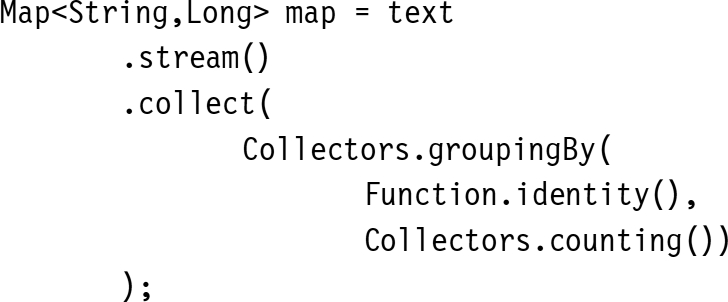 Map<String,Long> map = text
.stream()
.collect(
Collectors.groupingBy(
Function.identity(),
Collectors.counting())
);